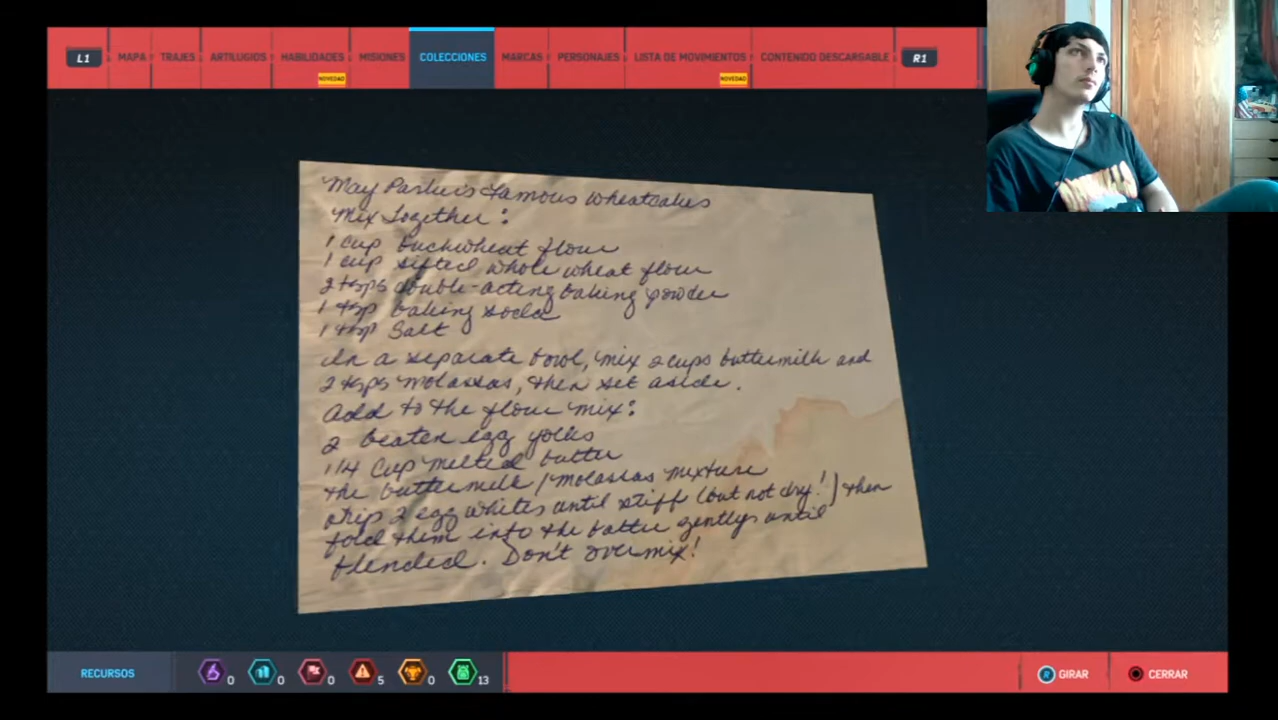 L1 MAPA TRAJES ARTILUGIOS HABILIDADES MISIONES COLECCIONES MARCAS PERSONAJES LISTA DE MOVIMIENTOS CONTENIDO DESCARGABLE R1
NOVEDAD NOVEDAD
May Parker's Famous Wheatcakes
Mix Together:
1 cup buckwheat flour
1 cup sifted whole wheat flour
2 tsps double-acting baking powder
1 tsp baking soda
1 tsp salt
In a separate bowl, mix 2 cups buttermilk and
2 tsps molassas, then set aside.
Add to the flour mix:
2 beaten egg yolks
1/4 cup melted butter
the buttermilk/molassas mixture
whip 2 egg whites until stiff (but not dry!) then
fold them into the batter gently until
blended. Don't overmix!
RECURSOS 0 0 0 5 0 13 R GIRAR CERRAR